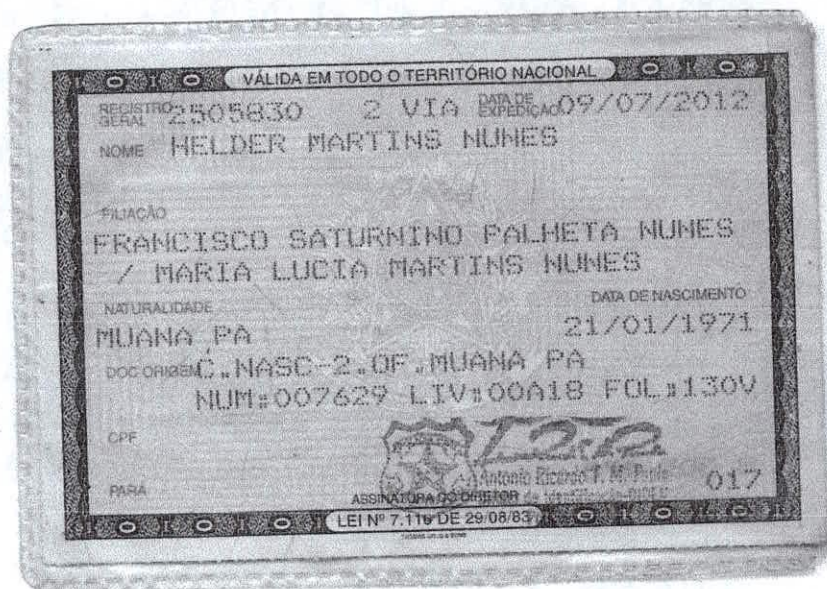 VÁLIDA EM TODO O TERRITÓRIO NACIONAL
REGISTRO GERAL 2505830 2 VIA DATA DE EXPEDIÇÃO 09/07/2012
NOME HELDER MARTINS NUNES
FILIAÇÃO
FRANCISCO SATURNINO PALHETA NUNES
/ MARIA LUCIA MARTINS NUNES
NATURALIDADE DATA DE NASCIMENTO
MUANA PA 21/01/1971
DOC ORIGEM C.NASC-2.OF.MUANA PA
NUM:007629 LIV:00A18 FOL:130V
CPF
PARÁ Antonio Ricardo 017
ASSINATURA DO DIRETOR
LEI Nº 7.116 DE 29/08/83